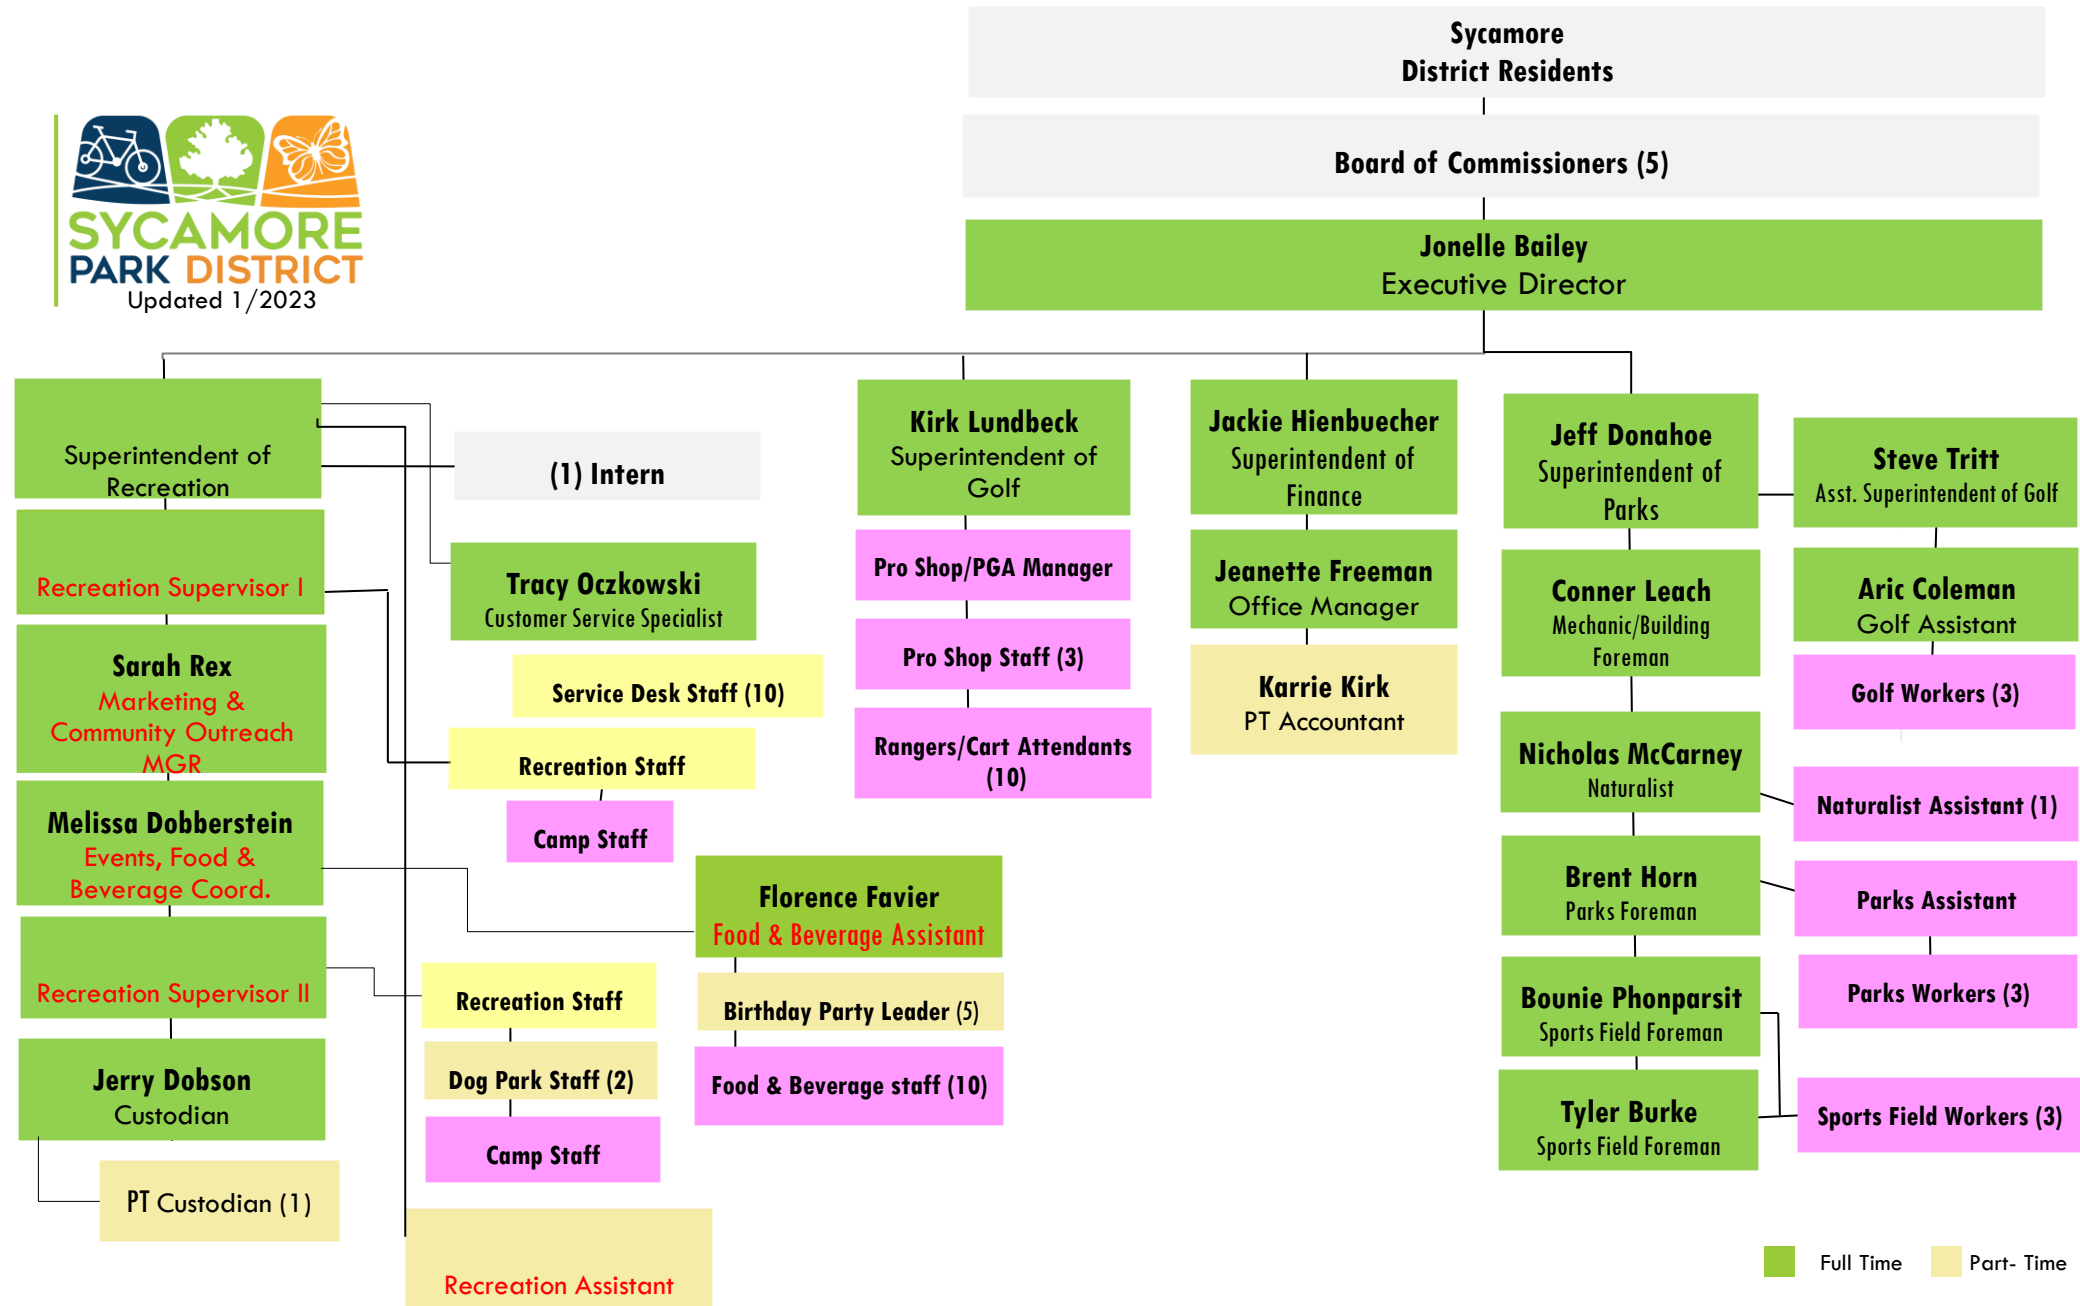 Sycamore
District Residents
Board of Commissioners (5)
Jonelle Bailey
Executive Director
SYCAMORE
PARK DISTRICT
Updated 1/2023
Superintendent of
Recreation
Recreation Supervisor I
Sarah Rex
Marketing &
Community Outreach
MGR
Melissa Dobberstein
Events, Food &
Beverage Coord.
Recreation Supervisor II
Jerry Dobson
Custodian
PT Custodian (1)
(1) Intern
Tracy Oczkowski
Customer Service Specialist
Service Desk Staff (10)
Recreation Staff
Camp Staff
Florence Favier
Food & Beverage Assistant
Birthday Party Leader (5)
Food & Beverage staff (10)
Recreation Staff
Dog Park Staff (2)
Camp Staff
Recreation Assistant
Kirk Lundbeck
Superintendent of
Golf
Pro Shop/PGA Manager
Pro Shop Staff (3)
Rangers/Cart Attendants
(10)
Jackie Hienbuecher
Superintendent of
Finance
Jeanette Freeman
Office Manager
Karrie Kirk
PT Accountant
Jeff Donahoe
Superintendent of
Parks
Conner Leach
Mechanic/Building
Foreman
Nicholas McCarney
Naturalist
Brent Horn
Parks Foreman
Bounie Phonparsit
Sports Field Foreman
Tyler Burke
Sports Field Foreman
Steve Tritt
Asst. Superintendent of Golf
Aric Coleman
Golf Assistant
Golf Workers (3)
Naturalist Assistant (1)
Parks Assistant
Parks Workers (3)
Sports Field Workers (3)
Full Time
Part- Time